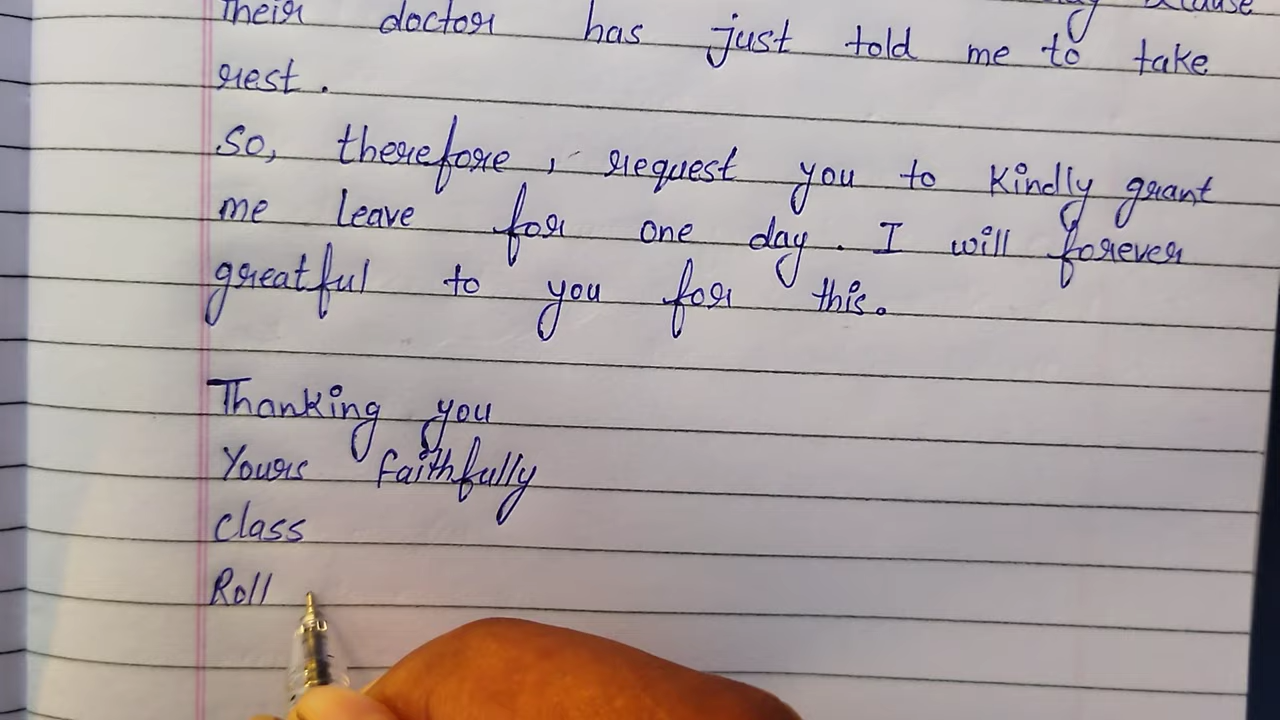 Their doctor has just told me to take
rest.
So, therefore, request you to kindly grant
me leave for one day. I will forever
greatful to you for this.
Thanking you
Yours faithfully
Class
Roll